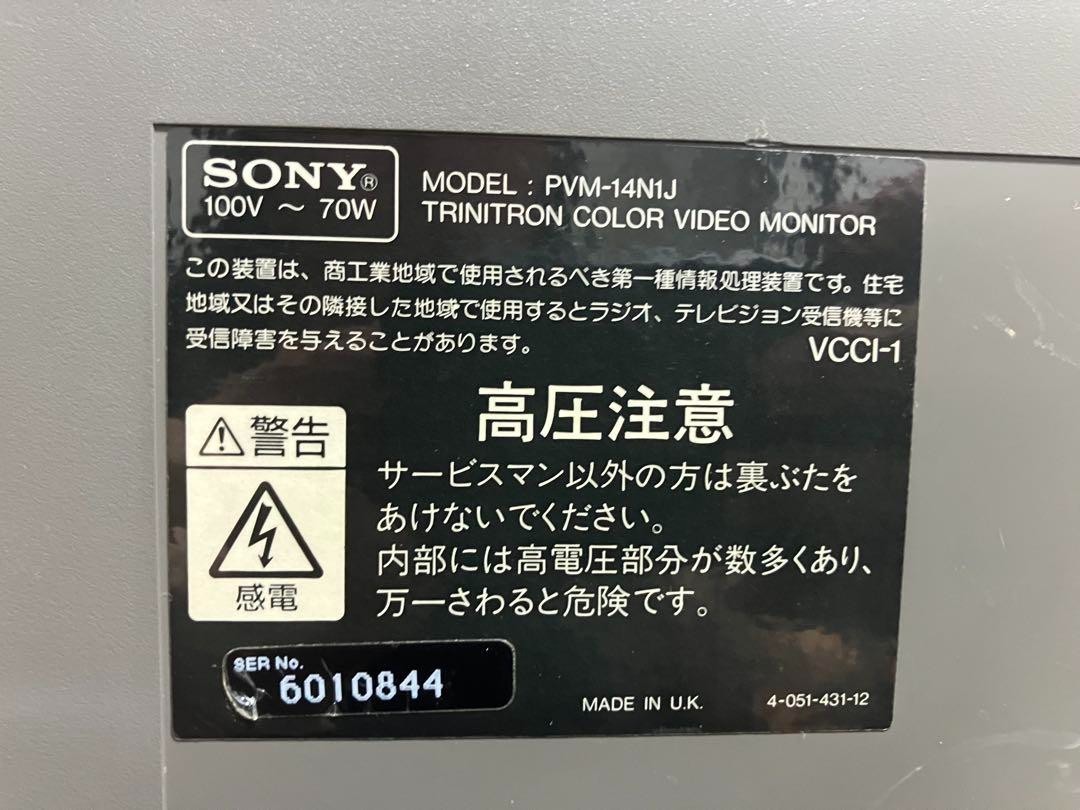 SONY®
100V ～ 70W
MODEL : PVM-14N1J
TRINITRON COLOR VIDEO MONITOR
この装置は、商工業地域で使用されるべき第一種情報処理装置です。住宅
地域又はその隣接した地域で使用するとラジオ、テレビジョン受信機等に
受信障害を与えることがあります。
VCCI-1
高圧注意
⚠警告
サービスマン以外の方は裏ぶたを
あけないでください。
内部には高電圧部分が数多くあり、
万一さわると危険です。
感電
SER No.
6010844
MADE IN U.K.
4-051-431-12